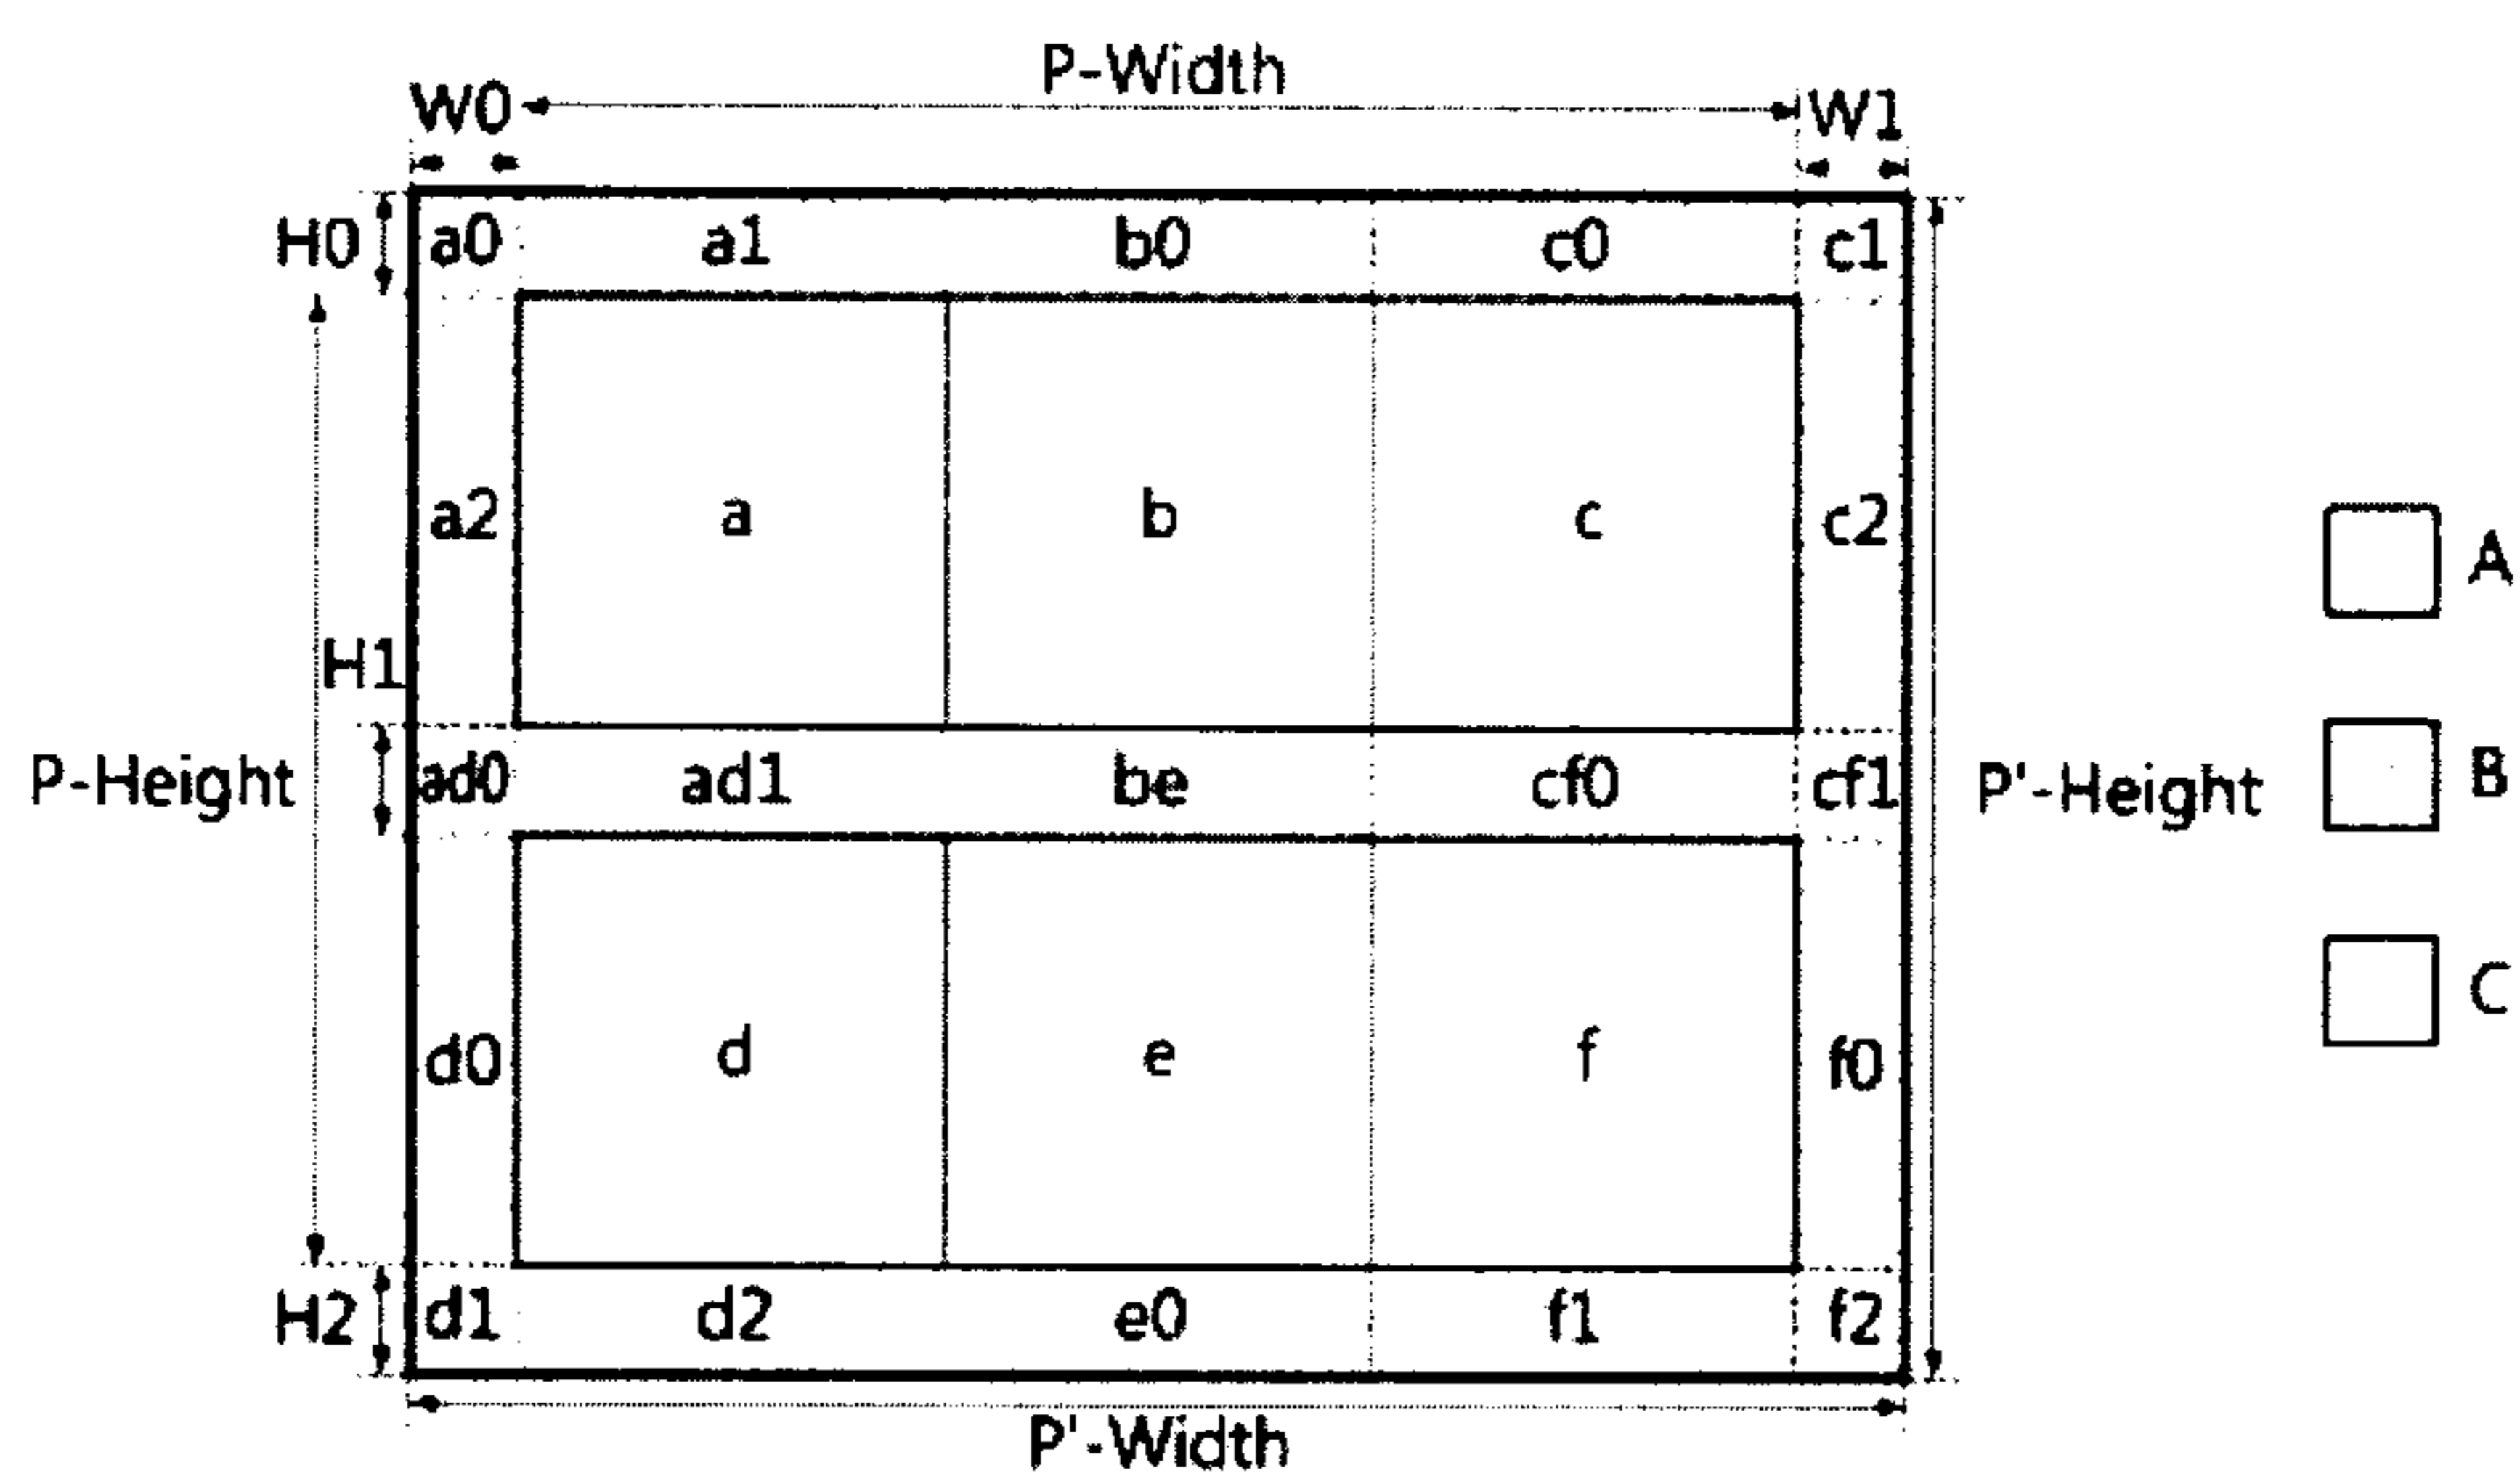 P-Width
W0 W1
H0 a0 a1 b0 c0 c1
a2 a b c c2
A
H1
P-Height ad0 ad1 be cf0 cf1 P'-Height B
C
d0 d e f f0
H2 d1 d2 e0 f1 f2
P'-Width